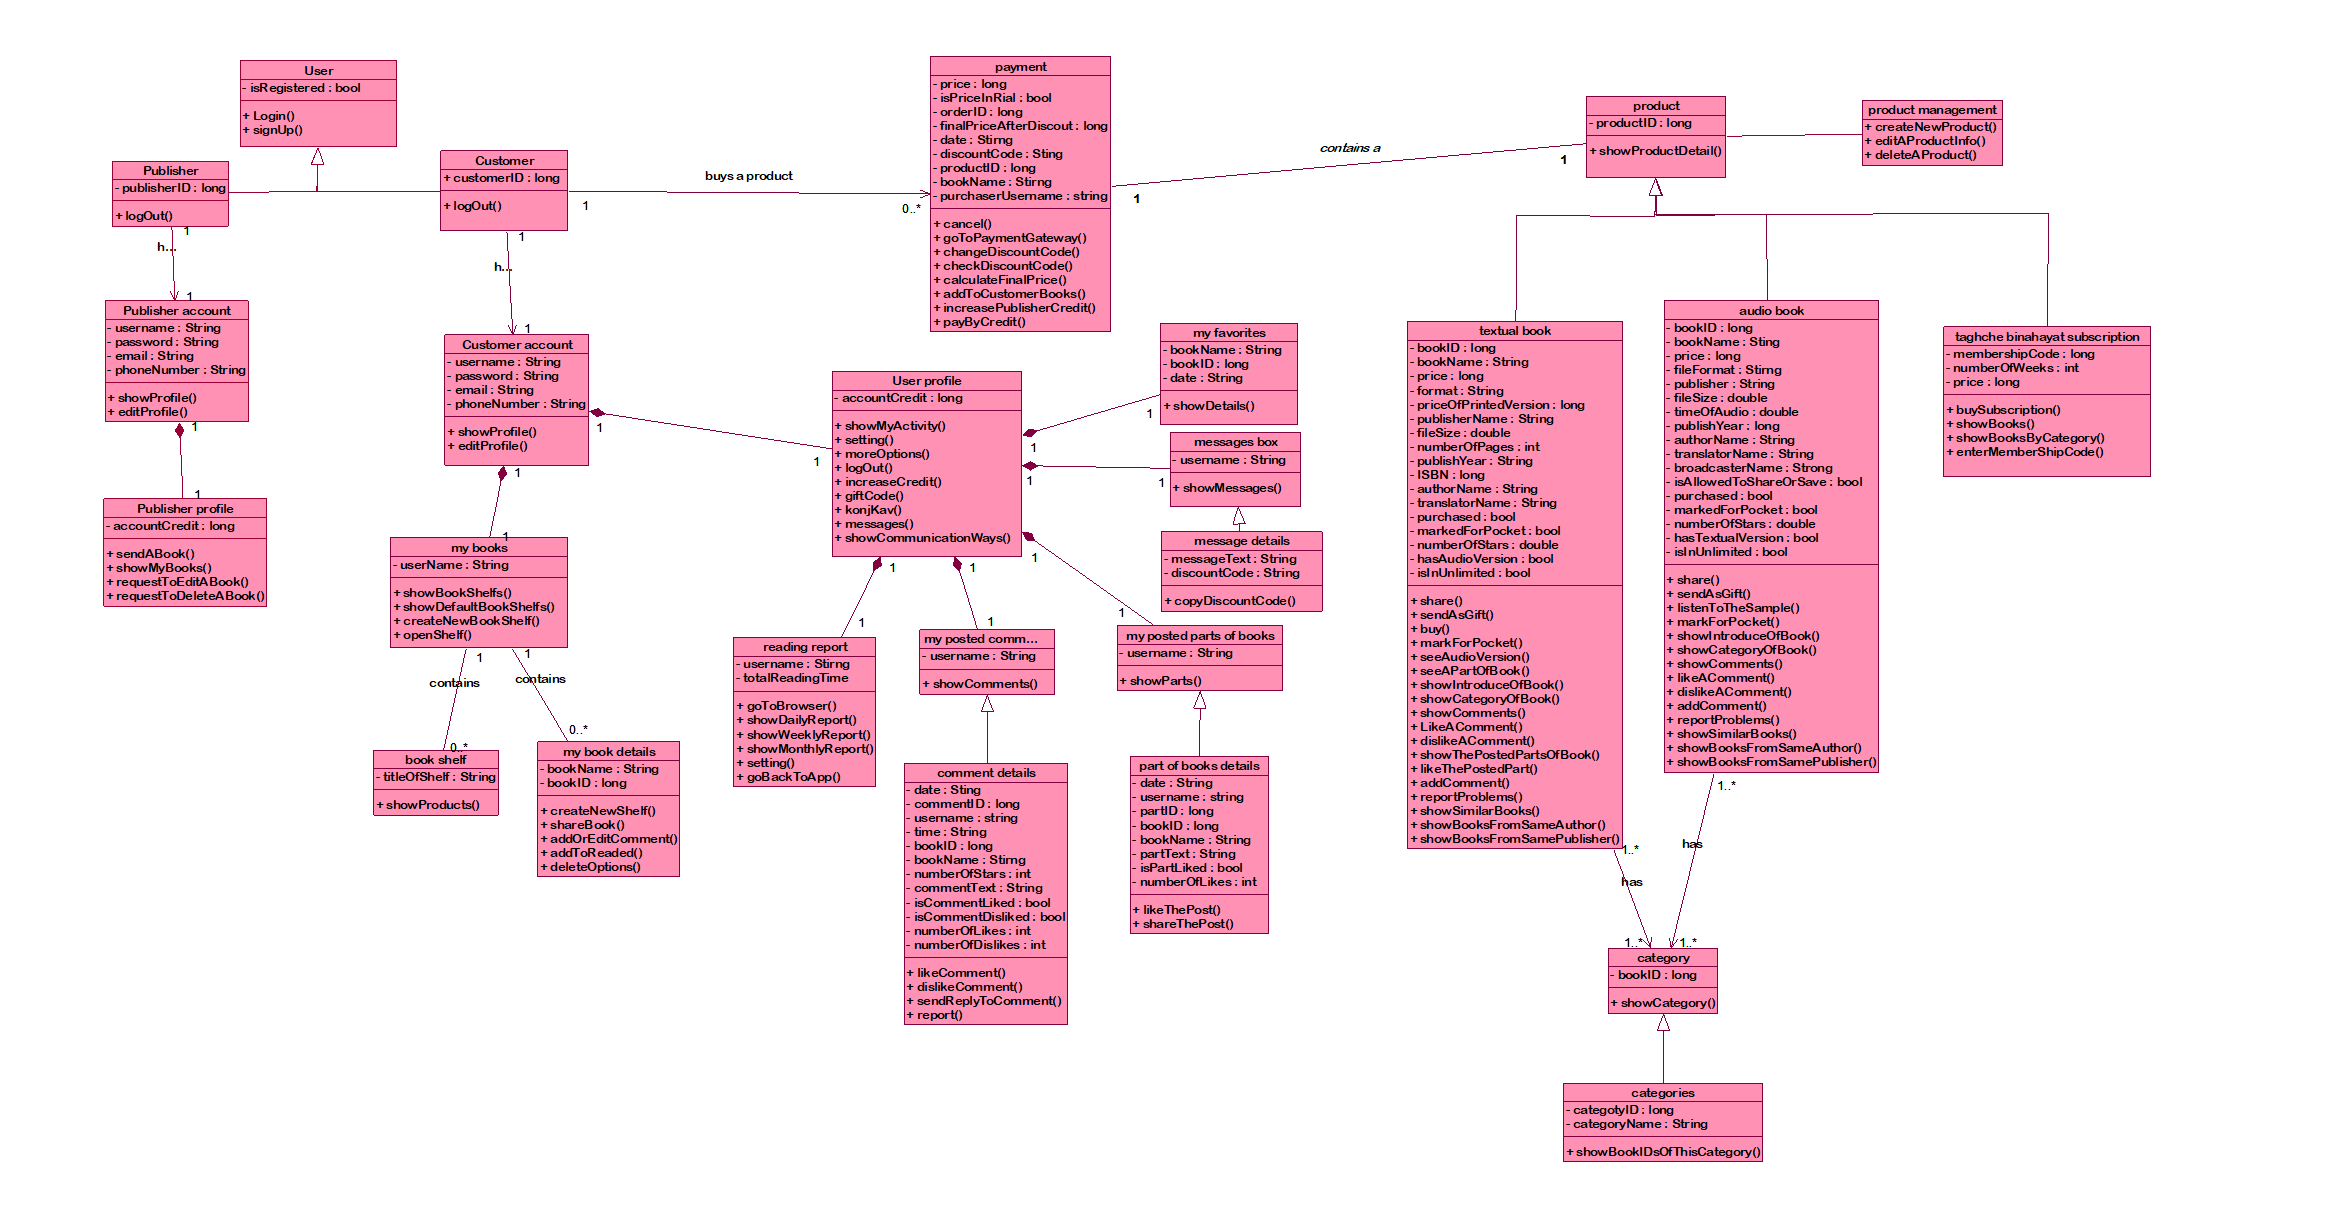 User
- isRegistered : bool
+ Login()
+ signUp()
Publisher
- publisherID : long
+ logOut()
Customer
+ customerID : long
+ logOut()
1
buys a product
0..*
payment
- price : long
- isPriceInRial : bool
- orderID : long
- finalPriceAfterDiscout : long
- date : Stirng
- discountCode : Sting
- productID : long
- bookName : Stirng
- purchaserUsername : string
+ cancel()
+ goToPaymentGateway()
+ changeDiscountCode()
+ checkDiscountCode()
+ calculateFinalPrice()
+ addToCustomerBooks()
+ increasePublisherCredit()
+ payByCredit()
1
contains a
1
product
- productID : long
+ showProductDetail()
product management
+ createNewProduct()
+ editAProductInfo()
+ deleteAProduct()
1
h...
1
Publisher account
- username : String
- password : String
- email : String
- phoneNumber : String
+ showProfile()
+ editProfile()
1
1
Publisher profile
- accountCredit : long
+ sendABook()
+ showMyBooks()
+ requestToEditABook()
+ requestToDeleteABook()
1
h...
1
Customer account
- username : String
- password : String
- email : String
- phoneNumber : String
+ showProfile()
+ editProfile()
1
1
1
1
my books
- userName : String
+ showBookShelfs()
+ showDefaultBookShelfs()
+ createNewBookShelf()
+ openShelf()
1
contains
0..*
1
contains
0..*
book shelf
- titleOfShelf : String
+ showProducts()
my book details
- bookName : String
- bookID : long
+ createNewShelf()
+ shareBook()
+ addOrEditComment()
+ addToReaded()
+ deleteOptions()
User profile
- accountCredit : long
+ showMyActivity()
+ setting()
+ moreOptions()
+ logOut()
+ increaseCredit()
+ giftCode()
+ konjKav()
+ messages()
+ showCommunicationWays()
1
1
my favorites
- bookName : String
- bookID : long
- date : String
+ showDetails()
1
1
messages box
- username : String
+ showMessages()
message details
- messageText : String
- discountCode : String
+ copyDiscountCode()
1
1
1
1
1
1
reading report
- username : Stirng
- totalReadingTime
+ goToBrowser()
+ showDailyReport()
+ showWeeklyReport()
+ showMonthlyReport()
+ setting()
+ goBackToApp()
my posted comm...
- username : String
+ showComments()
my posted parts of books
- username : String
+ showParts()
comment details
- date : Sting
- commentID : long
- username : string
- time : String
- bookID : long
- bookName : Stirng
- numberOfStars : int
- commentText : String
- isCommentLiked : bool
- isCommentDisliked : bool
- numberOfLikes : int
- numberOfDislikes : int
+ likeComment()
+ dislikeComment()
+ sendReplyToComment()
+ report()
part of books details
- date : String
- username : string
- partID : long
- bookID : long
- bookName : String
- partText : String
- isPartLiked : bool
- numberOfLikes : int
+ likeThePost()
+ shareThePost()
textual book
- bookID : long
- bookName : String
- price : long
- format : String
- priceOfPrintedVersion : long
- publisherName : String
- fileSize : double
- numberOfPages : int
- publishYear : String
- ISBN : long
- authorName : String
- translatorName : String
- purchased : bool
- markedForPocket : bool
- numberOfStars : double
- hasAudioVersion : bool
- isInUnlimited : bool
+ share()
+ sendAsGift()
+ buy()
+ markForPocket()
+ seeAudioVersion()
+ seeAPartOfBook()
+ showIntroduceOfBook()
+ showCategoryOfBook()
+ showComments()
+ LikeAComment()
+ dislikeAComment()
+ showThePostedPartsOfBook()
+ likeThePostedPart()
+ addComment()
+ reportProblems()
+ showSimilarBooks()
+ showBooksFromSameAuthor()
+ showBooksFromSamePublisher()
audio book
- bookID : long
- bookName : Sting
- price : long
- fileFormat : Stirng
- publisher : String
- fileSize : double
- timeOfAudio : double
- publishYear : long
- authorName : String
- translatorName : String
- broadcasterName : Strong
- isAllowedToShareOrSave : bool
- purchased : bool
- markedForPocket : bool
- numberOfStars : double
- hasTextualVersion : bool
- isInUnlimited : bool
+ share()
+ sendAsGift()
+ listenToTheSample()
+ markForPocket()
+ showIntroduceOfBook()
+ showCategoryOfBook()
+ showComments()
+ likeAComment()
+ dislikeAComment()
+ addComment()
+ reportProblems()
+ showSimilarBooks()
+ showBooksFromSameAuthor()
+ showBooksFromSamePublisher()
taghche binahayat subscription
- membershipCode : long
- numberOfWeeks : int
- price : long
+ buySubscription()
+ showBooks()
+ showBooksByCategory()
+ enterMemberShipCode()
1..*
has
1..*
1..*
has
1..*
category
- bookID : long
+ showCategory()
categories
- categotyID : long
- categoryName : String
+ showBookIDsOfThisCategory()